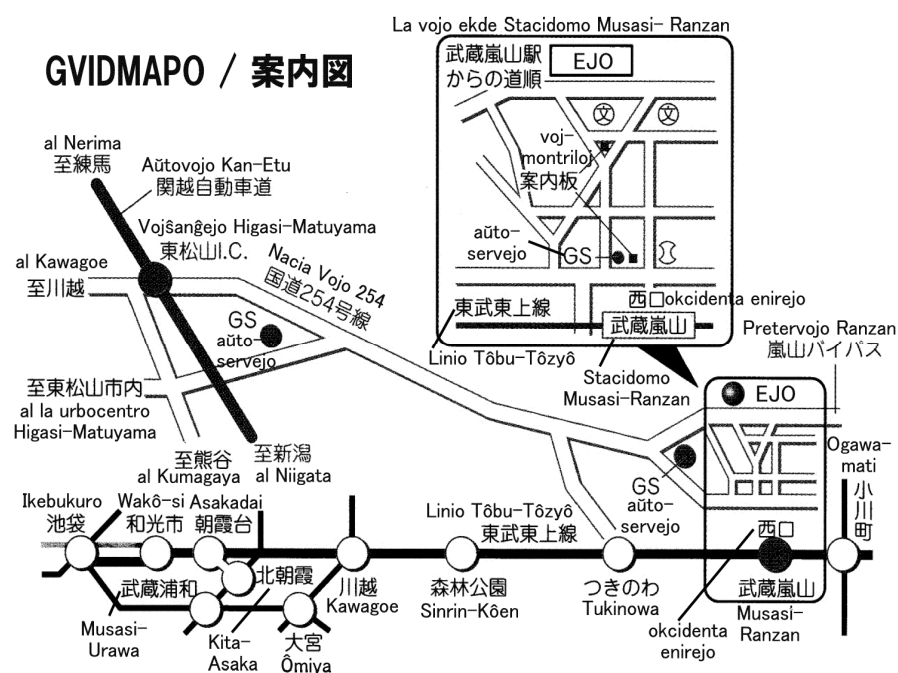 La vojo ekde Stacidomo Musasi- Ranzan
GVIDMAPO / 案内図
武蔵嵐山駅
からの道順
EJO
文
文
voj-
montriloj
案内板
aŭto-
servejo
GS
西口okcidenta enirejo
東武東上線
武蔵嵐山
Linio Tôbu-Tôzyô
Stacidomo
Musasi-Ranzan
al Nerima
至練馬
Aŭtovojo Kan-Etu
関越自動車道
Vojŝanĝejo Higasi-Matuyama
東松山I.C.
al Kawagoe
至川越
Nacia Vojo 254
国道254号線
GS
aŭto-
servejo
Pretervojo Ranzan
嵐山バイパス
至東松山市内
al la urbocentro
Higasi-Matuyama
至熊谷
al Kumagaya
至新潟
al Niigata
EJO
GS
aŭto-
servejo
Ogawa-
mati
小川町
Ikebukuro
池袋
Wakô-si
和光市
Asakadai
朝霞台
Linio Tôbu-Tôzyô
東武東上線
西口
武蔵浦和
北朝霞
川越
Kawagoe
森林公園
Sinrin-Kôen
つきのわ
Tukinowa
武蔵嵐山
Musasi-
Ranzan
Musasi-
Urawa
Kita-
Asaka
大宮
Ômiya
okcidenta
enirejo